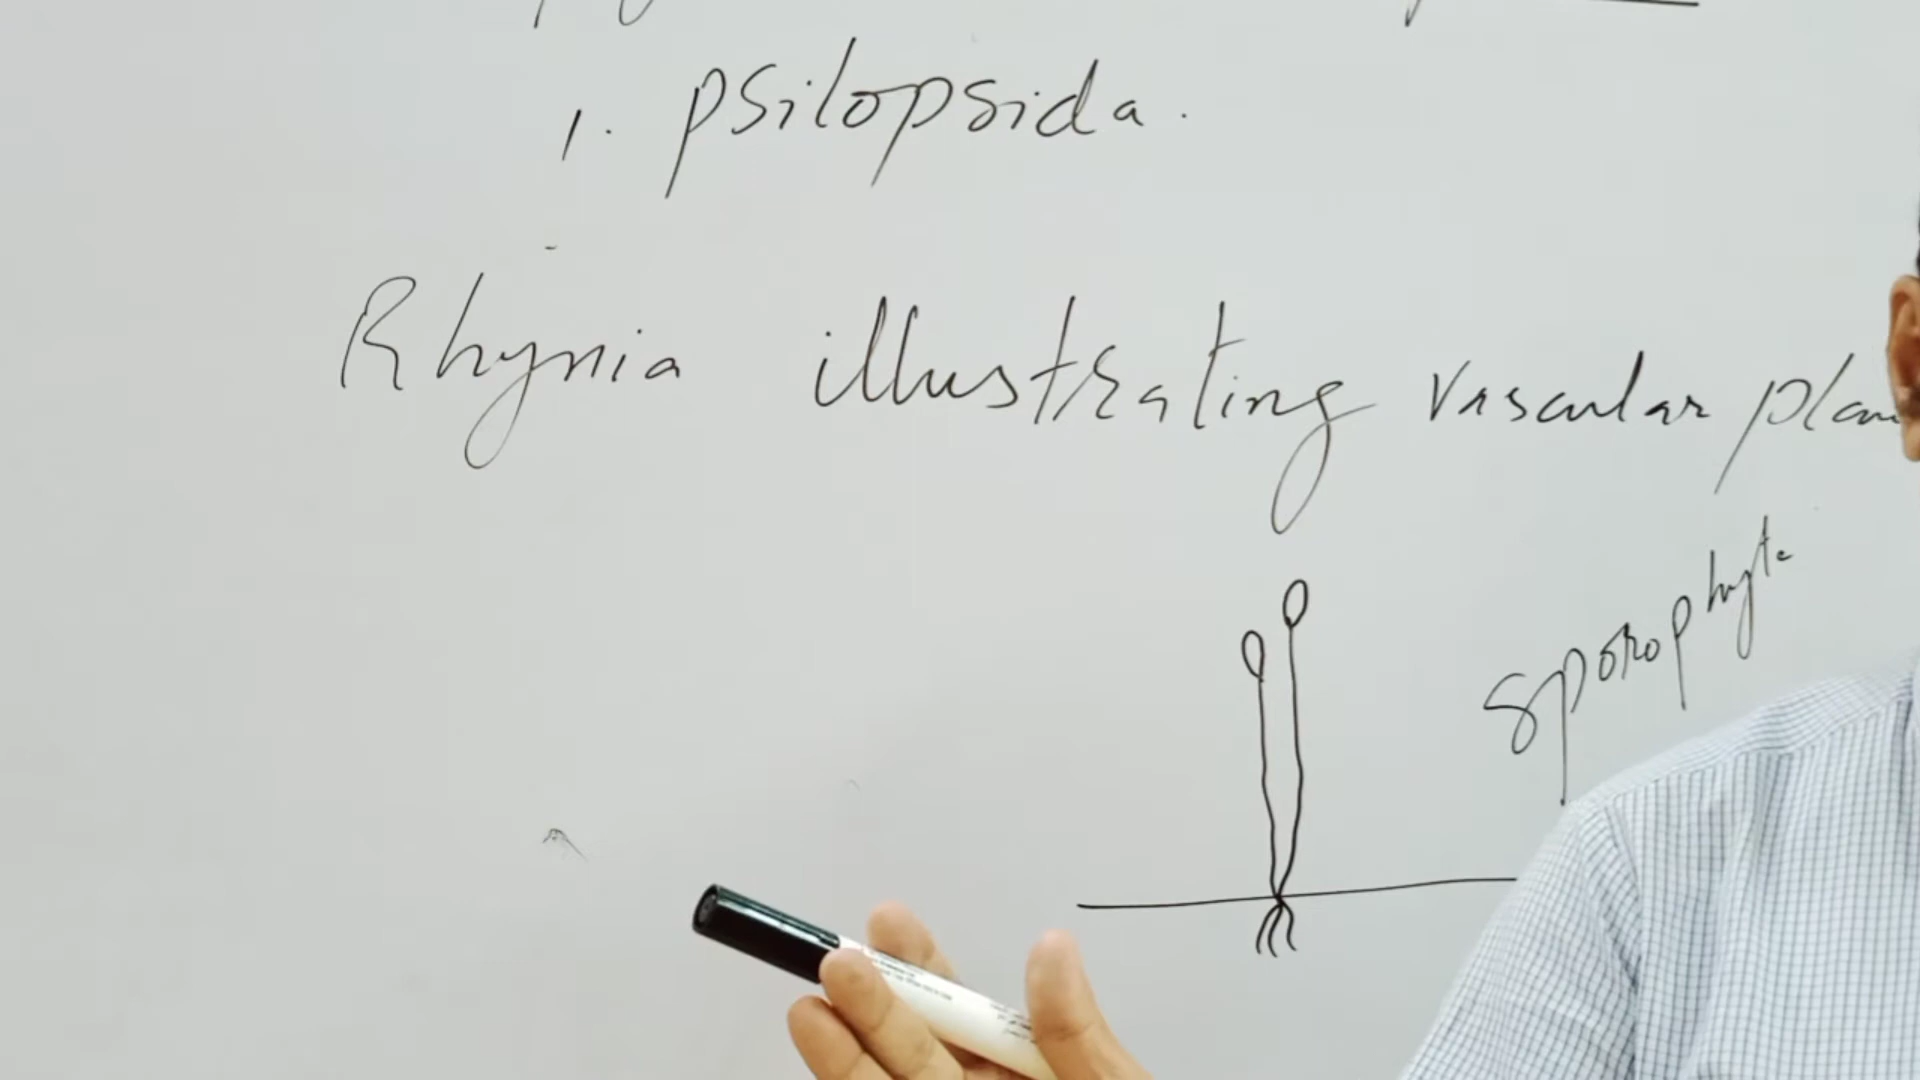 1. psilopsida.
Rhynia illustrating vascular plan
sporophyte